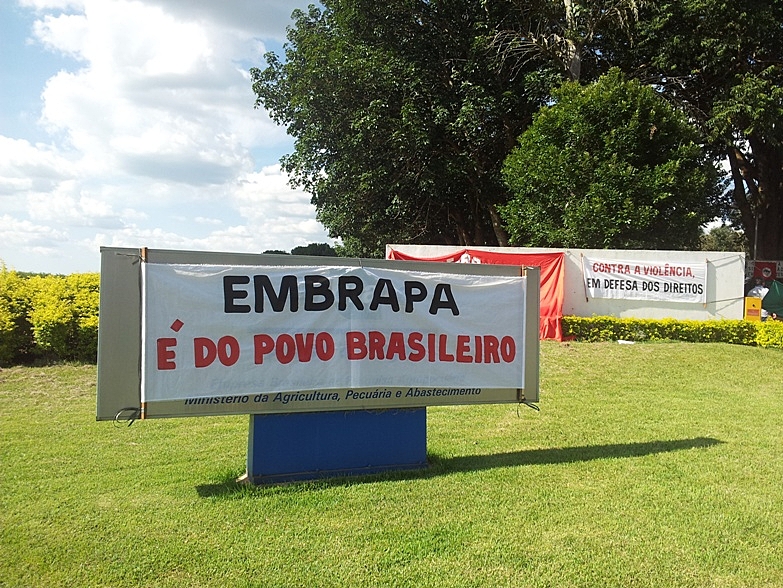 EMBRAPA
É DO POVO BRASILEIRO
Ministério da Agricultura, Pecuária e Abastecimento
CONTRA A VIOLÊNCIA,
EM DEFESA DOS DIREITOS